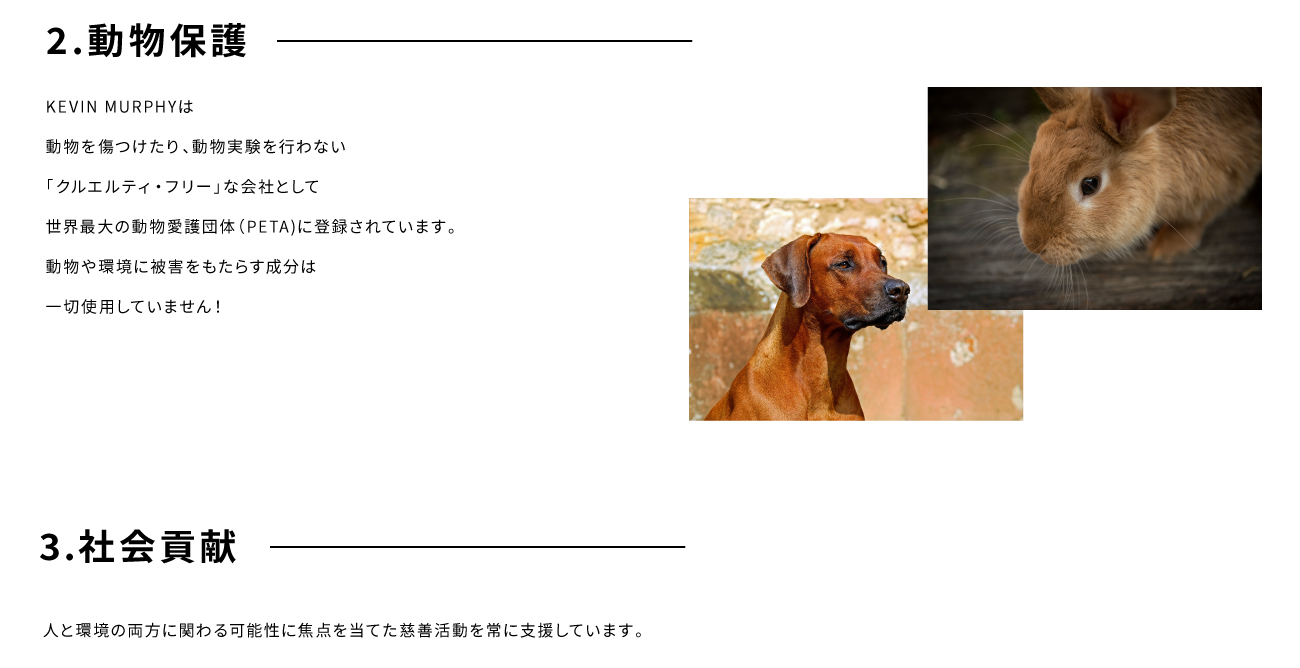 2.動物保護
KEVIN MURPHYは
動物を傷つけたり、動物実験を行わない
「クルエルティ・フリー」な会社として
世界最大の動物愛護団体(PETA)に登録されています。
動物や環境に被害をもたらす成分は
一切使用していません!
3.社会貢献
人と環境の両方に関わる可能性に焦点を当てた慈善活動を常に支援しています。